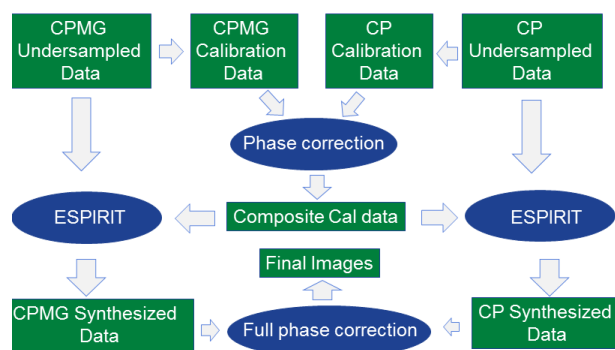 CPMG
Undersampled
Data
CPMG
Calibration
Data
CP
Calibration
Data
CP
Undersampled
Data
Phase correction
ESPIRIT
Composite Cal data
ESPIRIT
Final Images
CPMG Synthesized
Data
Full phase correction
CP Synthesized
Data